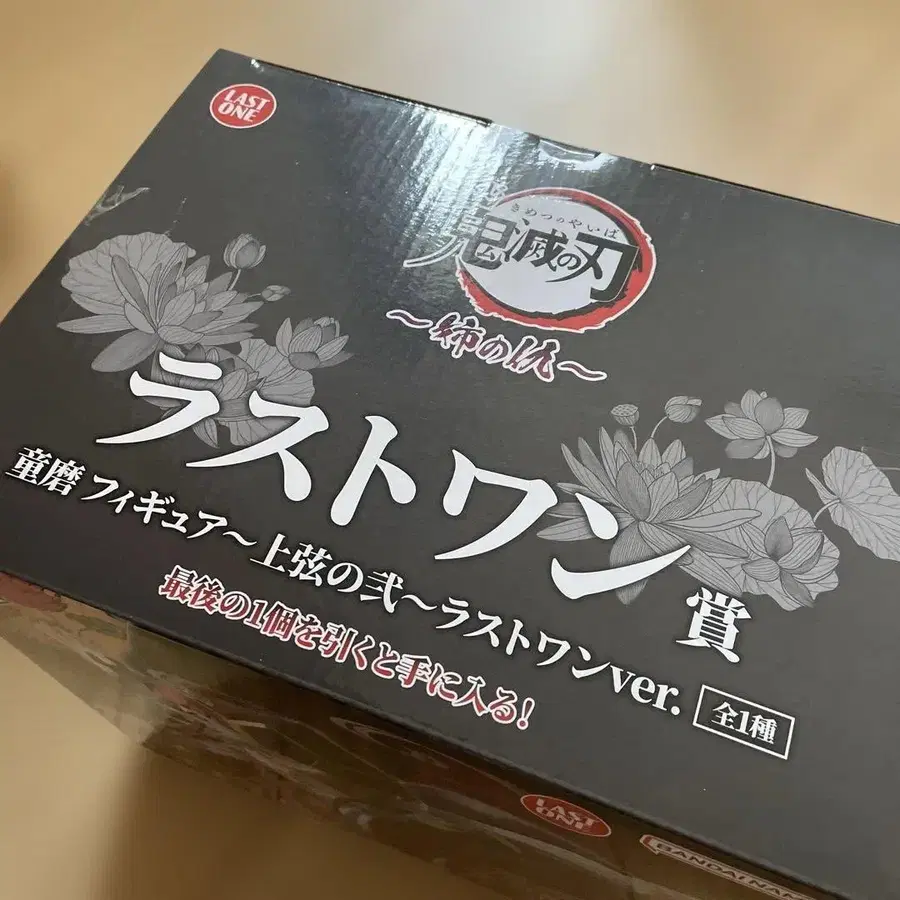 LAST
ONE
きめつのやいば
鬼滅の刃
～姉の仇～
ラストワン賞
童磨 フィギュア～上弦の弐～ラストワンver.
全1種
最後の1個を引くと手に入る！
LAST
ONE
BANDAI NAM